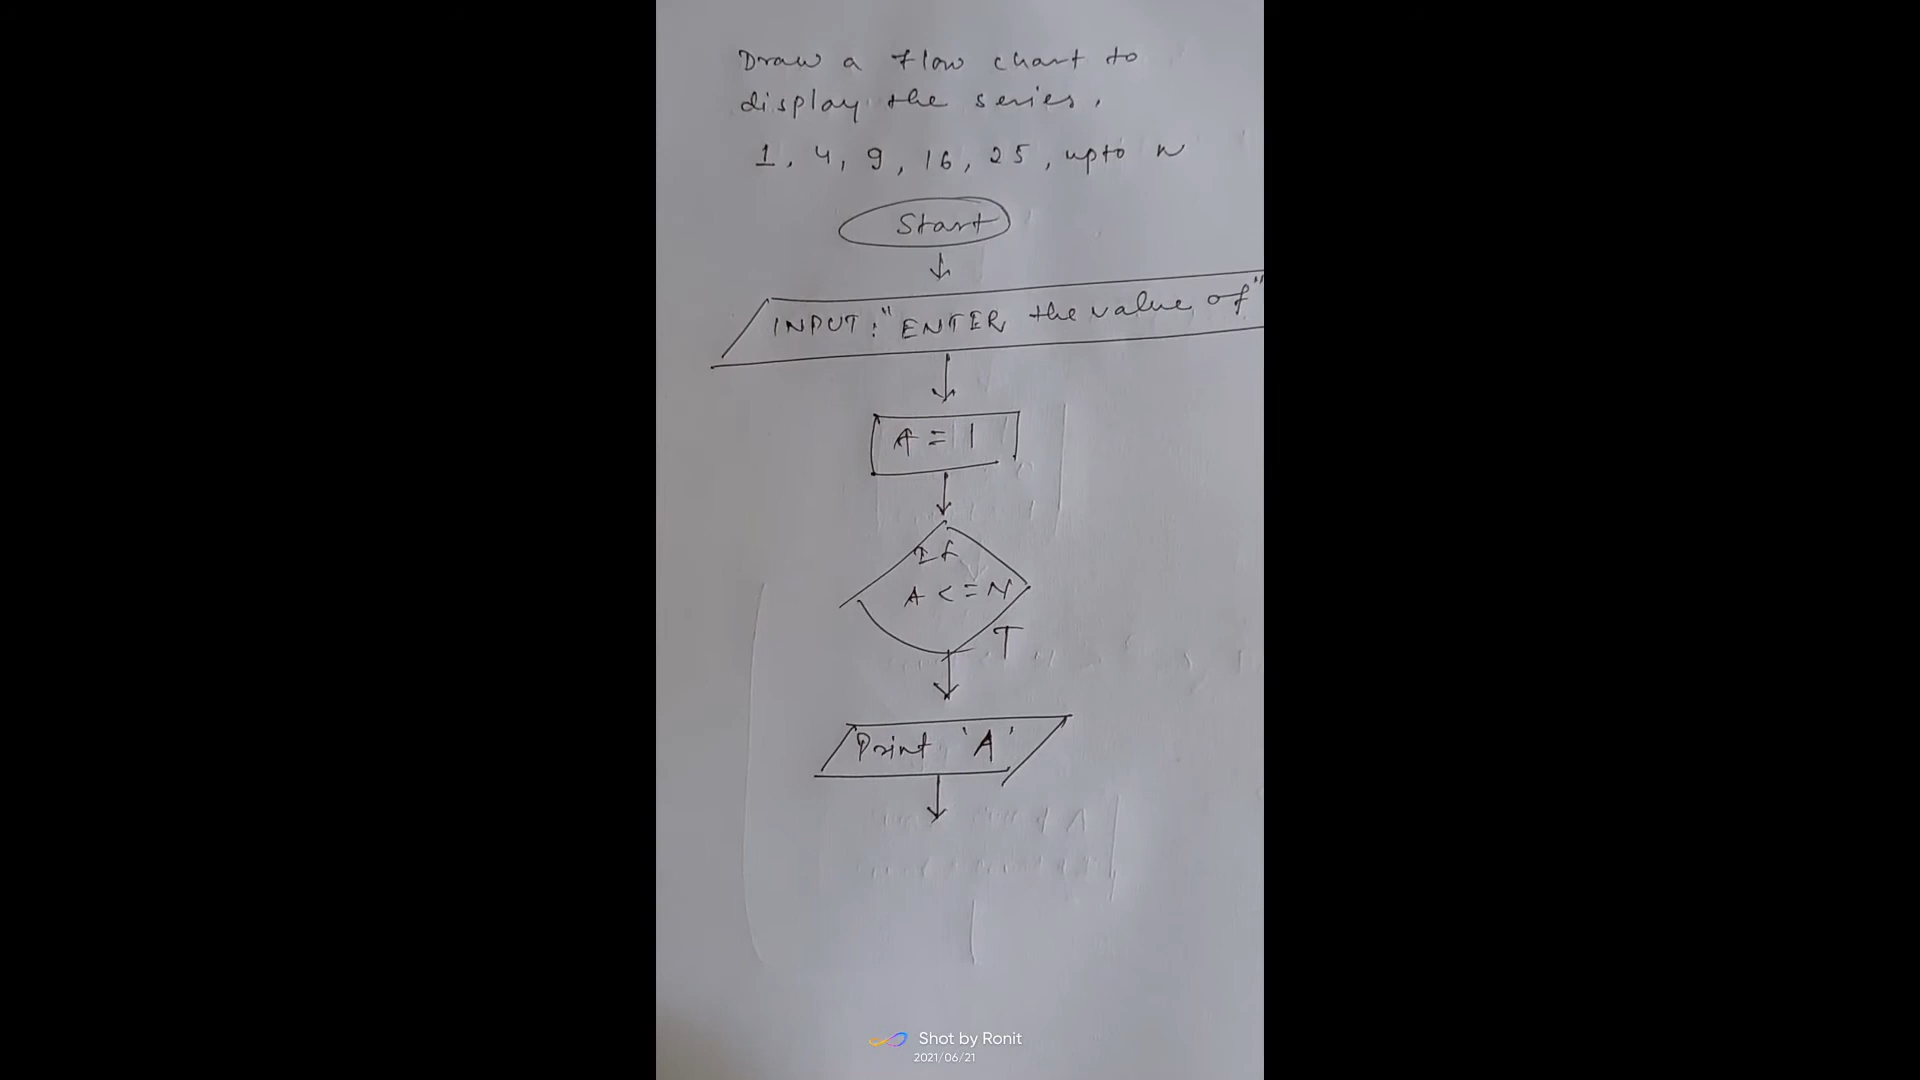 Draw a flow chart to
display the series.
1, 4, 9, 16, 25, upto n
Start
INPUT: "ENTER the value of"
A = 1
If
A <= N
T
Print 'A'
Shot by Ronit
2021/06/21